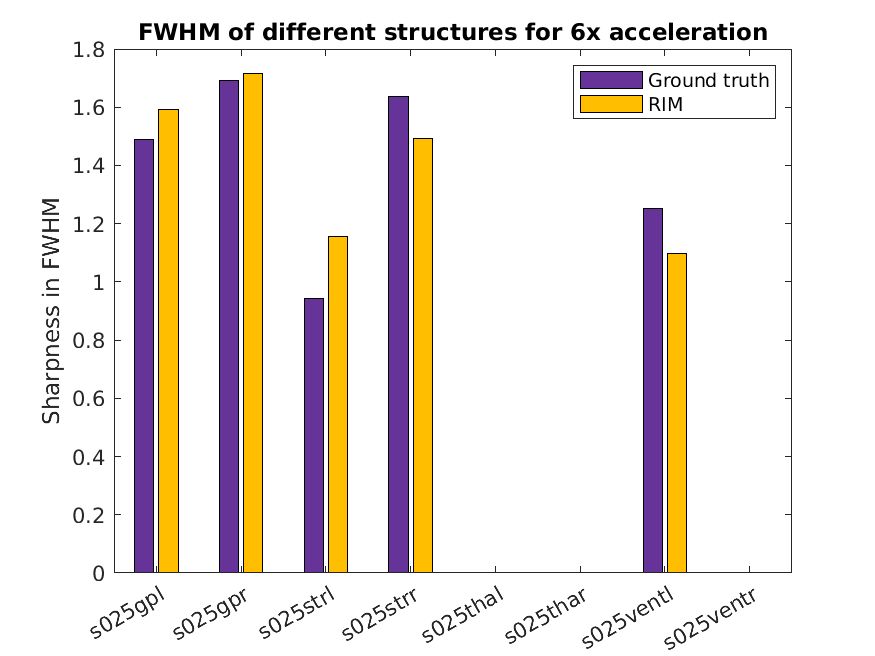 FWHM of different structures for 6x acceleration
Ground truth
RIM
Sharpness in FWHM
1.8
1.6
1.4
1.2
1
0.8
0.6
0.4
0.2
0
s025gpl
s025gpr
s025strl
s025strr
s025thal
s025thar
s025ventl
s025ventr